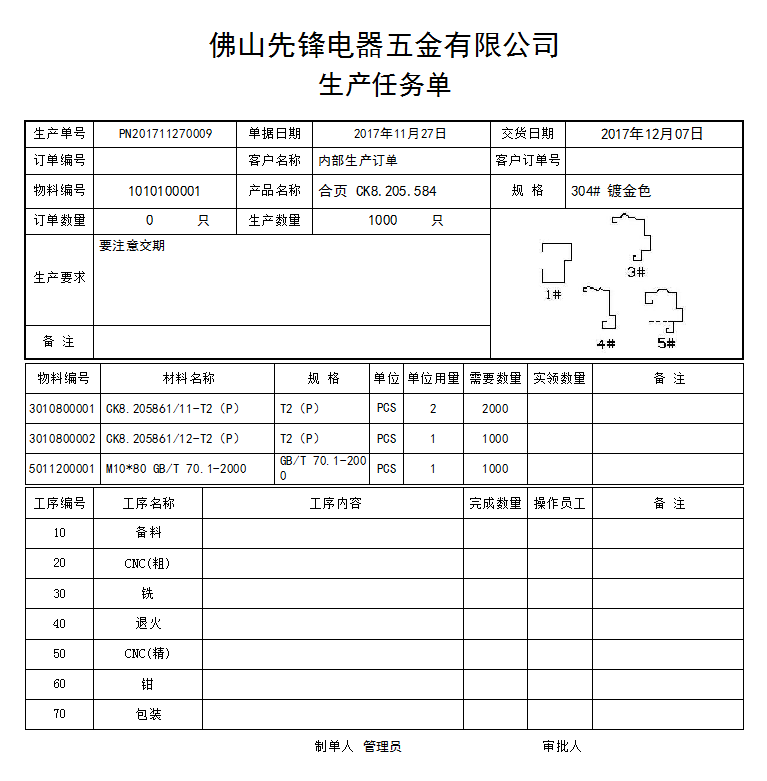 佛山先锋电器五金有限公司
生产任务单
生产单号 PN201711270009 单据日期 2017年11月27日 交货日期 2017年12月07日
订单编号 客户名称 内部生产订单 客户订单号
物料编号 1010100001 产品名称 合页 CK8.205.584 规 格 304# 镀金色
订单数量 0 只 生产数量 1000 只
生产要求 要注意交期
备 注
1# 3# 4# 5#
物料编号 材料名称 规 格 单位 单位用量 需要数量 实领数量 备 注
3010800001 CK8.205861/11-T2（P） T2（P） PCS 2 2000
3010800002 CK8.205861/12-T2（P） T2（P） PCS 1 1000
5011200001 M10*80 GB/T 70.1-2000 GB/T 70.1-200
0 PCS 1 1000
工序编号 工序名称 工序内容 完成数量 操作员工 备 注
10 备料
20 CNC(粗)
30 铣
40 退火
50 CNC(精)
60 钳
70 包装
制单人 管理员 审批人